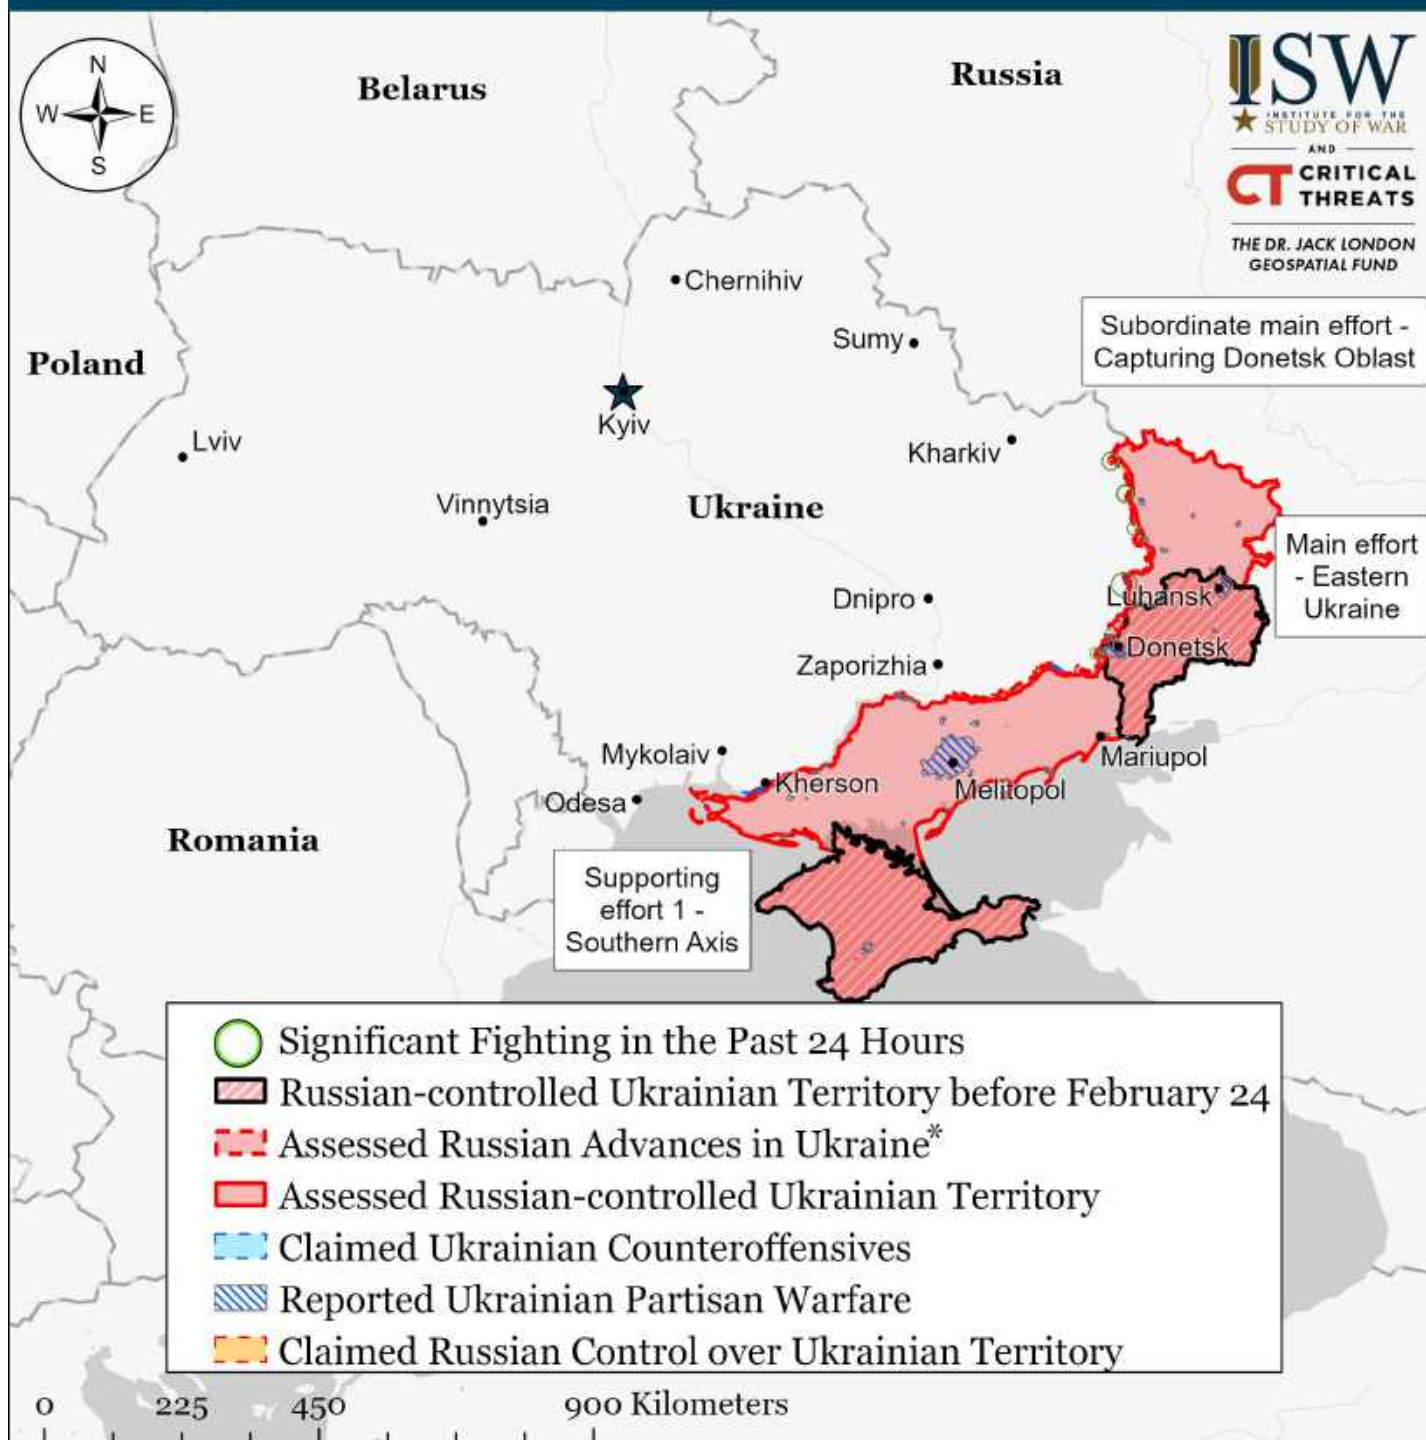 N
W
E
S
Belarus
Russia
ISW
INSTITUTE FOR THE
STUDY OF WAR
AND
CT CRITICAL
THREATS
THE DR. JACK LONDON
GEOSPATIAL FUND
Chernihiv
Subordinate main effort -
Capturing Donetsk Oblast
Sumy
Poland
Kyiv
Lviv
Kharkiv
Vinnytsia
Ukraine
Main effort
- Eastern
Ukraine
Dnipro
Luhansk
Donetsk
Zaporizhia
Mykolaiv
Mariupol
Kherson
Melitopol
Odesa
Romania
Supporting
effort 1 -
Southern Axis
Significant Fighting in the Past 24 Hours
Russian-controlled Ukrainian Territory before February 24
Assessed Russian Advances in Ukraine*
Assessed Russian-controlled Ukrainian Territory
Claimed Ukrainian Counteroffensives
Reported Ukrainian Partisan Warfare
Claimed Russian Control over Ukrainian Territory
0 225 450 900 Kilometers